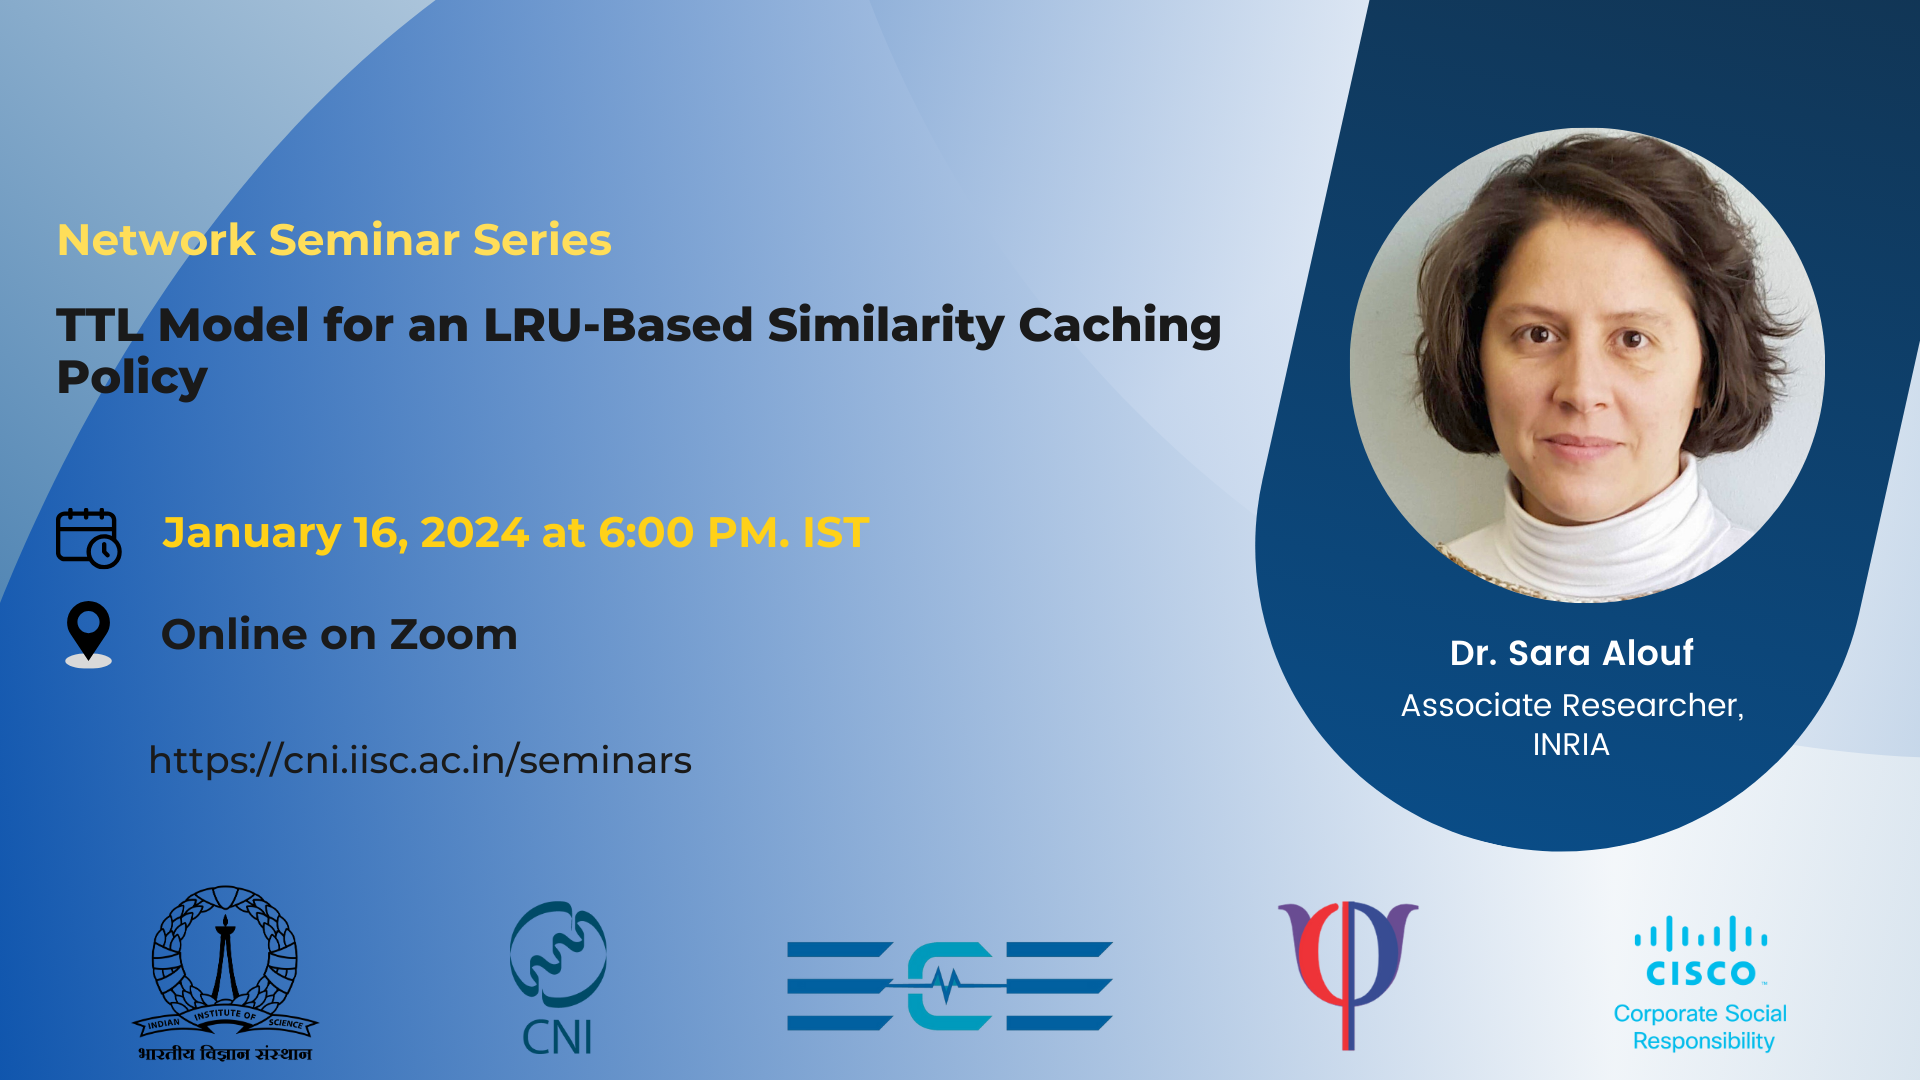 Network Seminar Series
TTL Model for an LRU-Based Similarity Caching
Policy
January 16, 2024 at 6:00 PM. IST
Online on Zoom
https://cni.iisc.ac.in/seminars
Dr. Sara Alouf
Associate Researcher,
INRIA
INDIAN INSTITUTE OF SCIENCE
भारतीय विज्ञान संस्थान
CNI
ECE
CISCO
Corporate Social
Responsibility